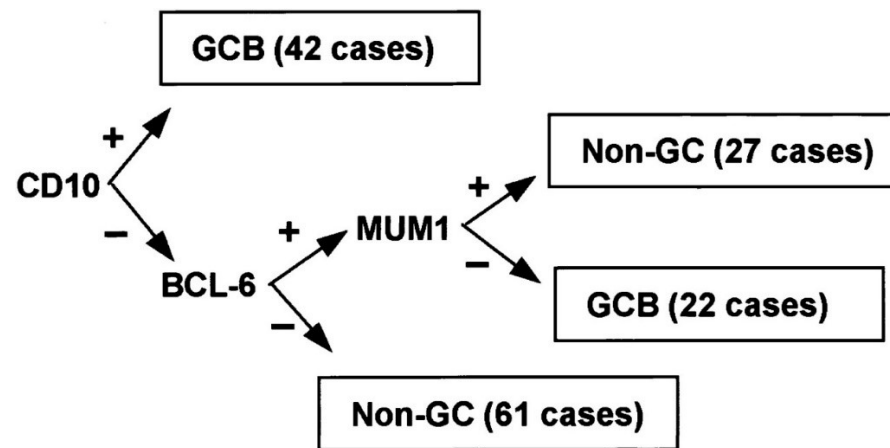 GCB (42 cases)
+
Non-GC (27 cases)
CD10
+
−
+
MUM1
−
BCL-6
GCB (22 cases)
−
Non-GC (61 cases)